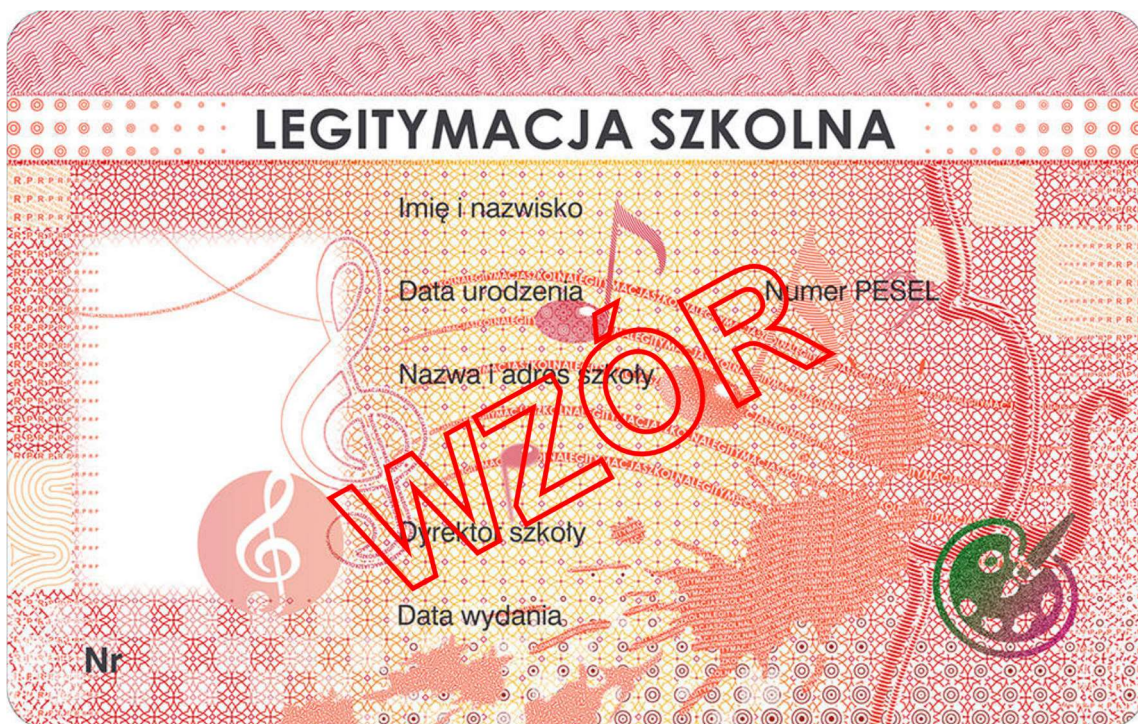 LEGITYMACJA SZKOLNA
Imię i nazwisko
Data urodzenia Numer PESEL
Nazwa i adres szkoły
WZÓR
Dyrektor szkoły
Data wydania
Nr